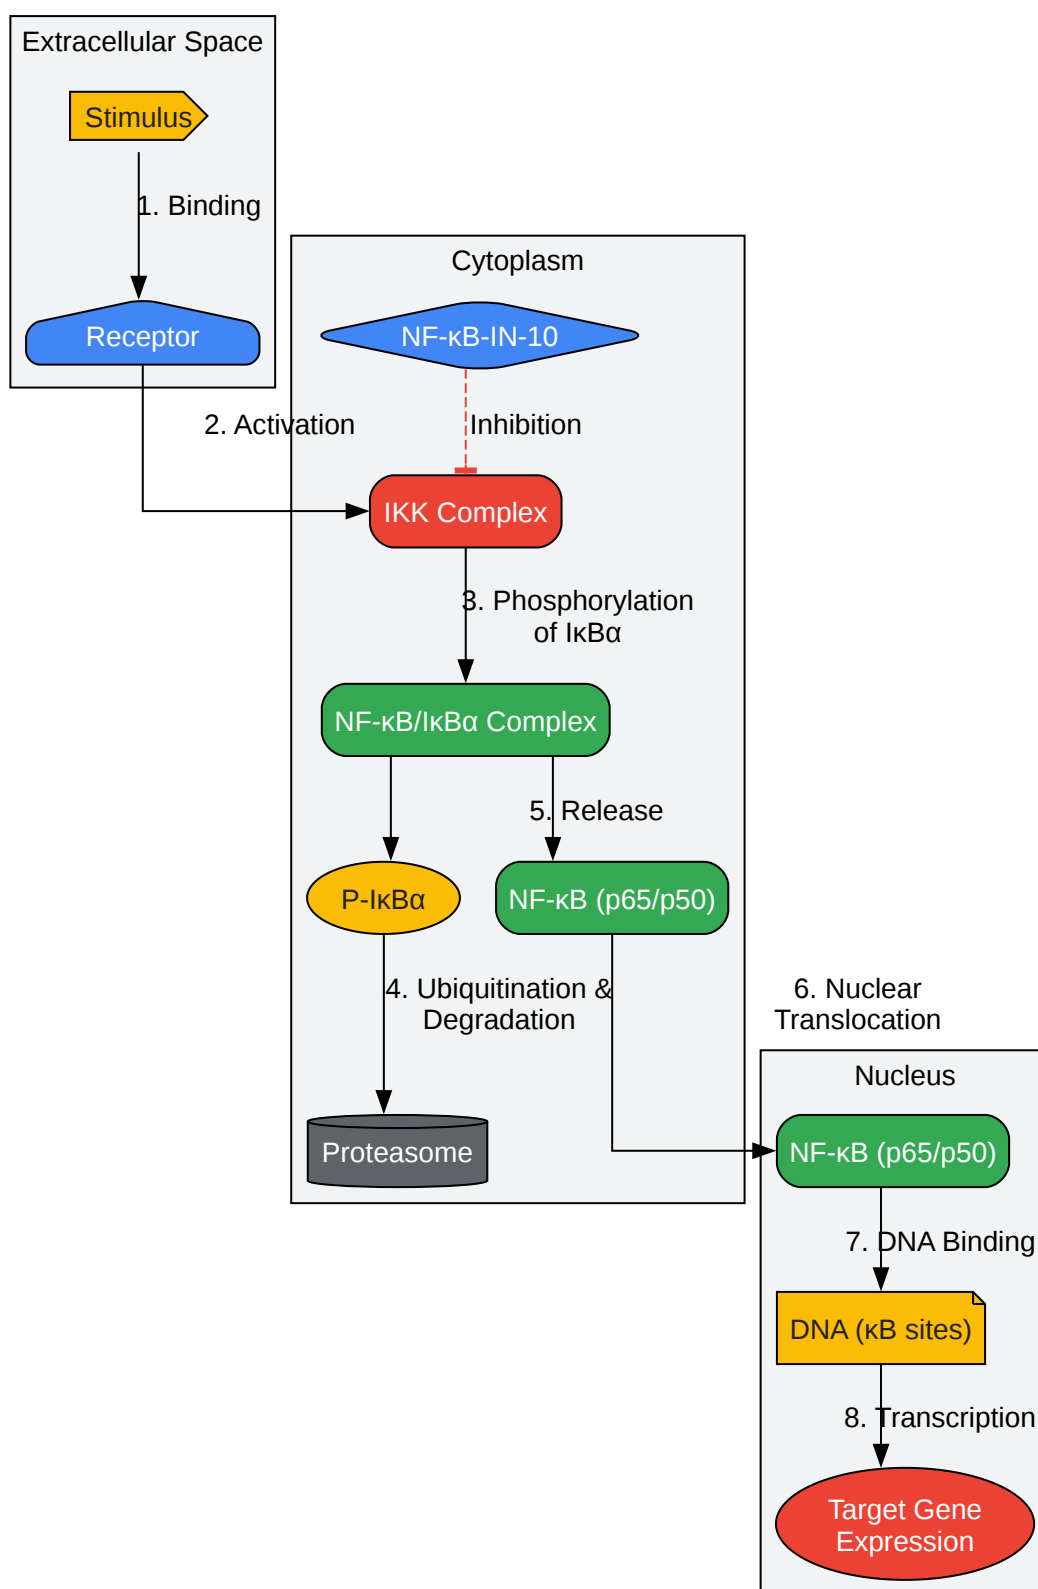 Extracellular Space
Stimulus
1. Binding
Receptor
Cytoplasm
NF-κB-IN-10
2. Activation
Inhibition
IKK Complex
3. Phosphorylation
of IκBα
NF-κB/IκBα Complex
5. Release
P-IκBα
NF-κB (p65/p50)
4. Ubiquitination &
Degradation
6. Nuclear
Translocation
Nucleus
Proteasome
NF-κB (p65/p50)
7. DNA Binding
DNA (κB sites)
8. Transcription
Target Gene
Expression